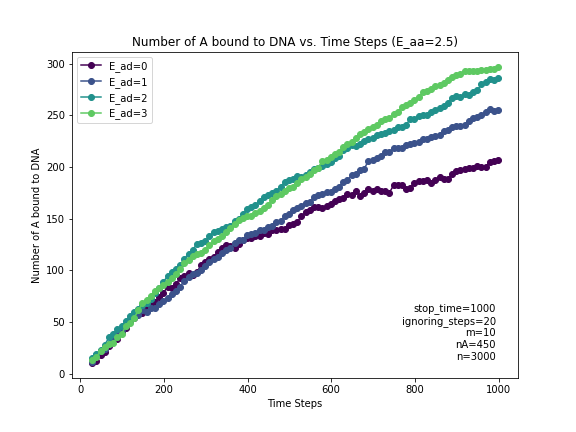 Number of A bound to DNA vs. Time Steps (E_aa=2.5)
E_ad=0
E_ad=1
E_ad=2
E_ad=3
Number of A bound to DNA
300
250
200
150
100
50
0
stop_time=1000
ignoring_steps=20
m=10
nA=450
n=3000
0 200 400 600 800 1000
Time Steps